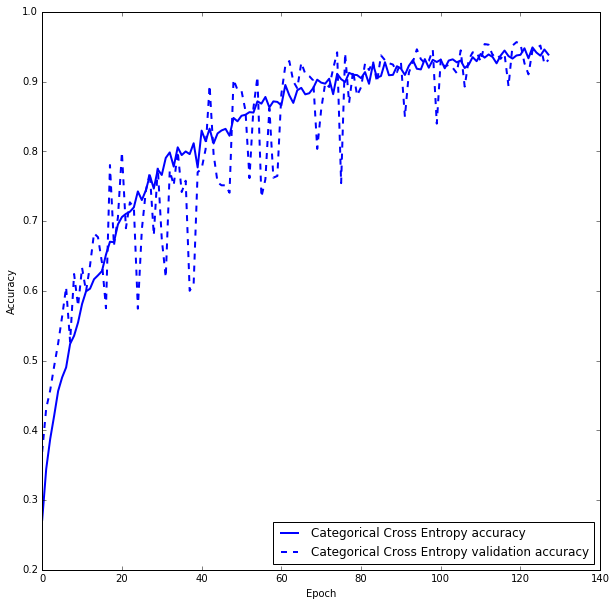 1.0
0.9
0.8
0.7
0.6
0.5
0.4
0.3
0.2
Accuracy
Categorical Cross Entropy accuracy
Categorical Cross Entropy validation accuracy
0 20 40 60 80 100 120 140
Epoch